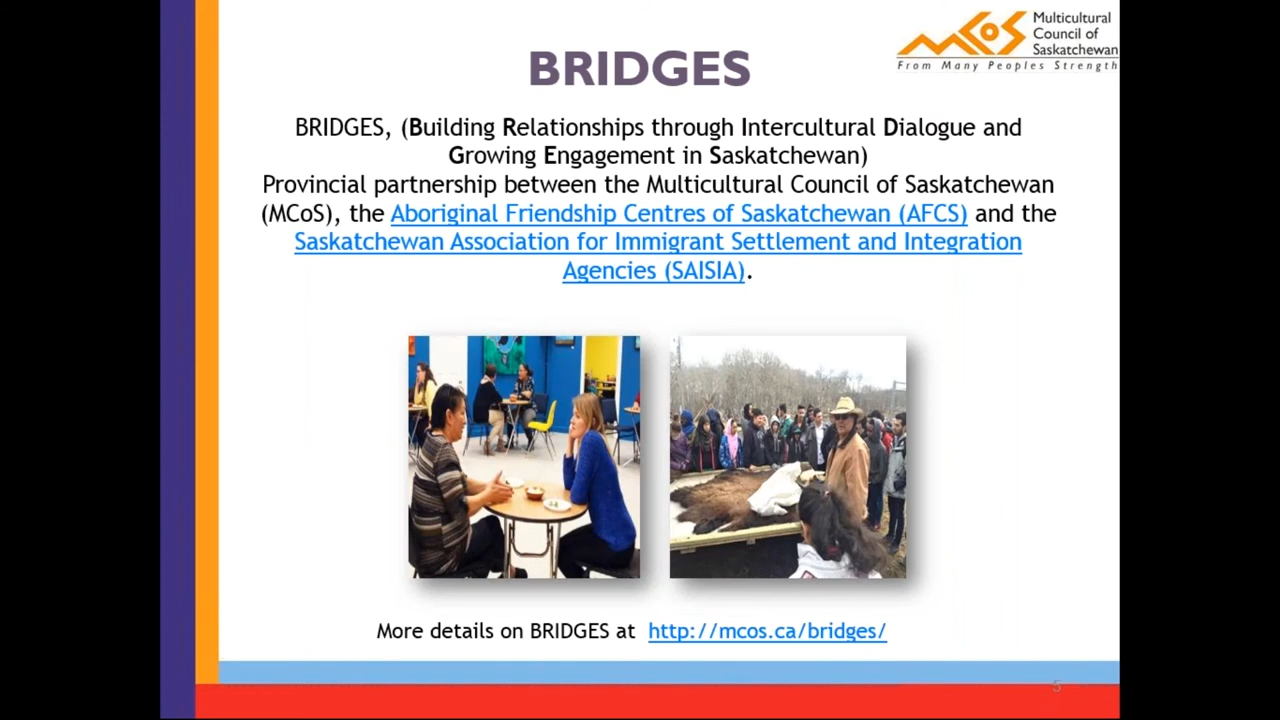 Multicultural
Council of
Saskatchewan
MCoS
From Many Peoples Strength
BRIDGES
BRIDGES, (Building Relationships through Intercultural Dialogue and
Growing Engagement in Saskatchewan)
Provincial partnership between the Multicultural Council of Saskatchewan
(MCoS), the Aboriginal Friendship Centres of Saskatchewan (AFCS) and the
Saskatchewan Association for Immigrant Settlement and Integration
Agencies (SAISIA).
More details on BRIDGES at http://mcos.ca/bridges/
5